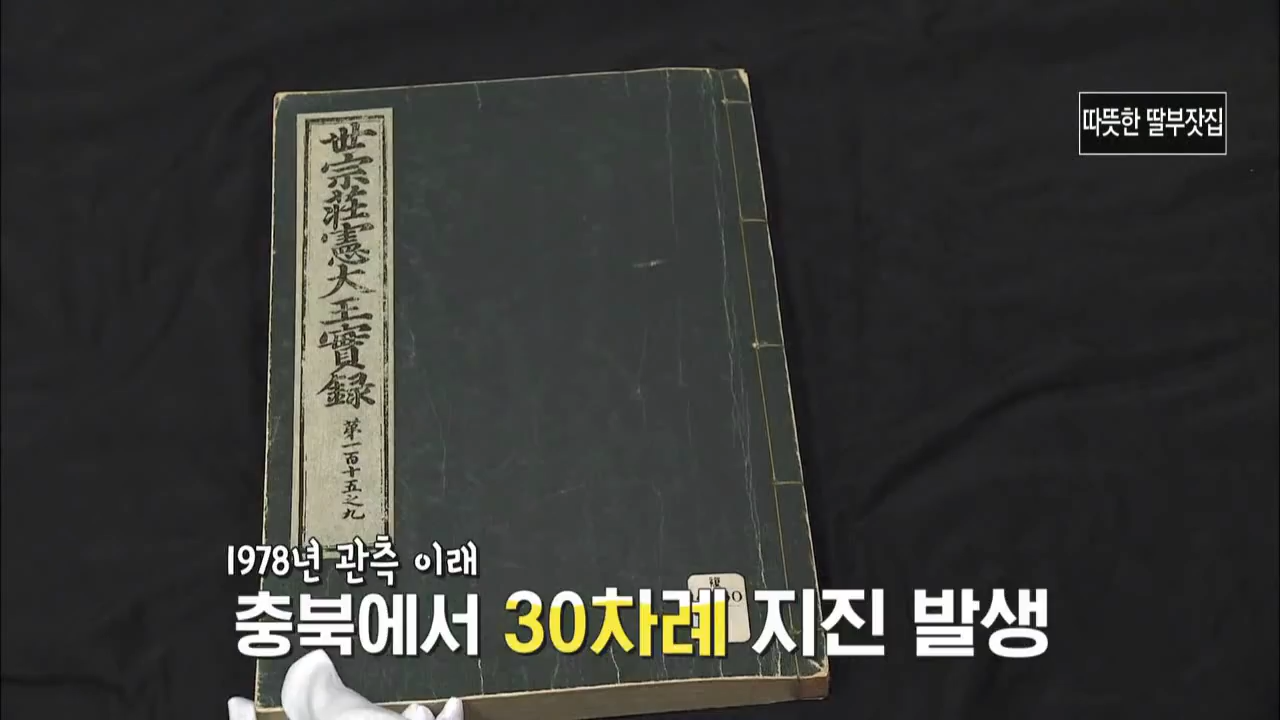 따뜻한 딸부잣집
世宗莊憲大王實錄
第一百十五之九
1978년 관측 이래
충북에서 30차례 지진 발생